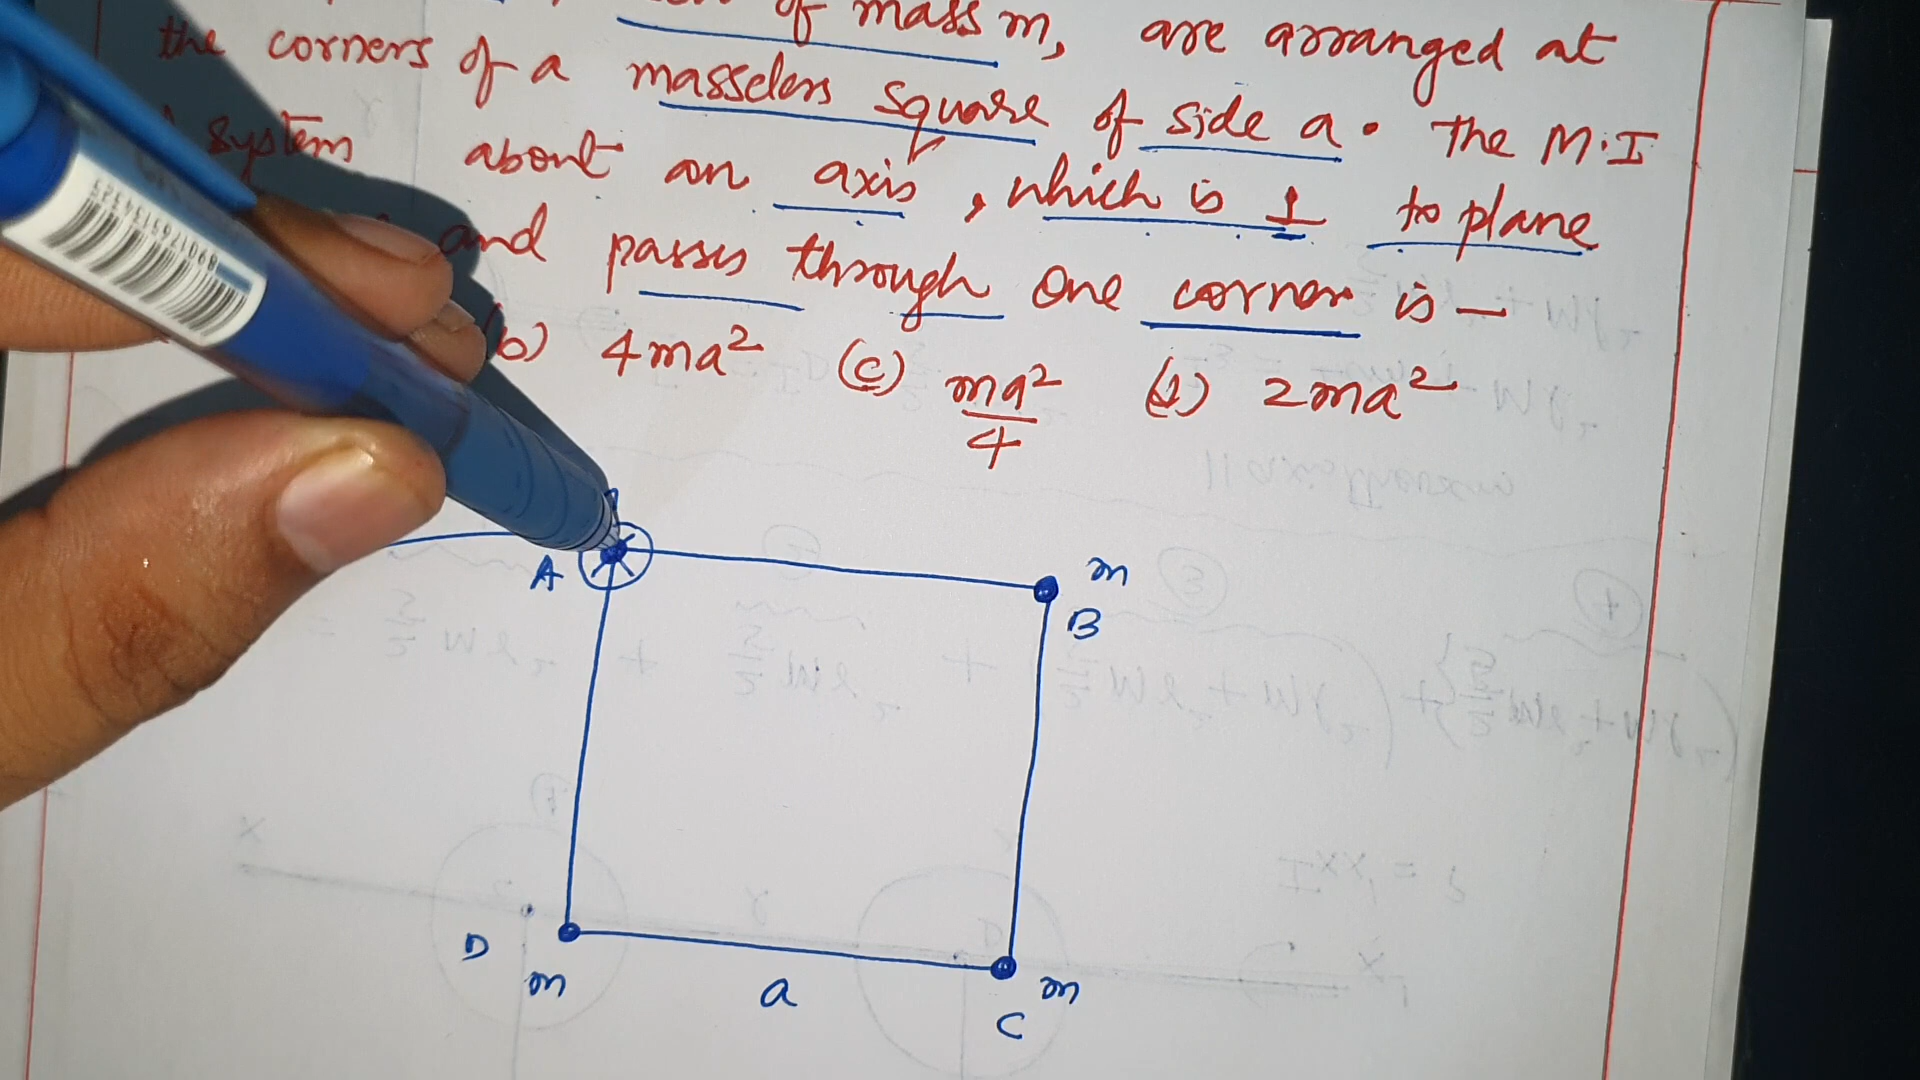 of mass m, are arranged at
the corners of a massless square of side a. The M.I
system about an axis, which is ⊥ to plane
and passes through one corner is —
(b) 4ma² (c) ma²/4 (d) 2ma²
A
m
B
D
m
a
m
C